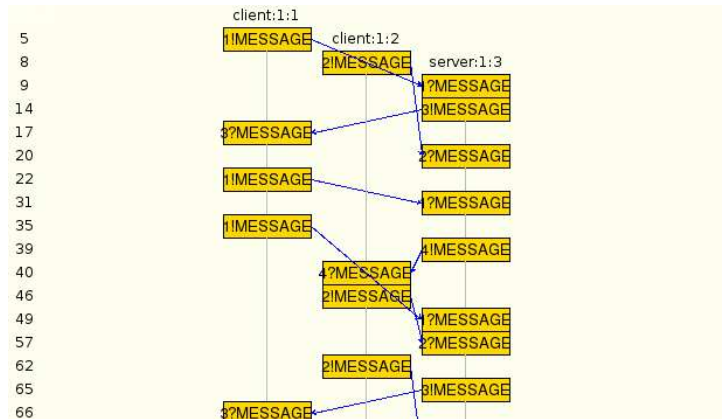 client:1:1
5 1!MESSAGE client:1:2
8 2!MESSAGE server:1:3
9 1?MESSAGE
14 3!MESSAGE
17 3?MESSAGE
20 2?MESSAGE
22 1!MESSAGE
31 1?MESSAGE
35 1!MESSAGE
39 4!MESSAGE
40 4?MESSAGE
46 2!MESSAGE
49 1?MESSAGE
57 2?MESSAGE
62 2!MESSAGE
65 3!MESSAGE
66 3?MESSAGE